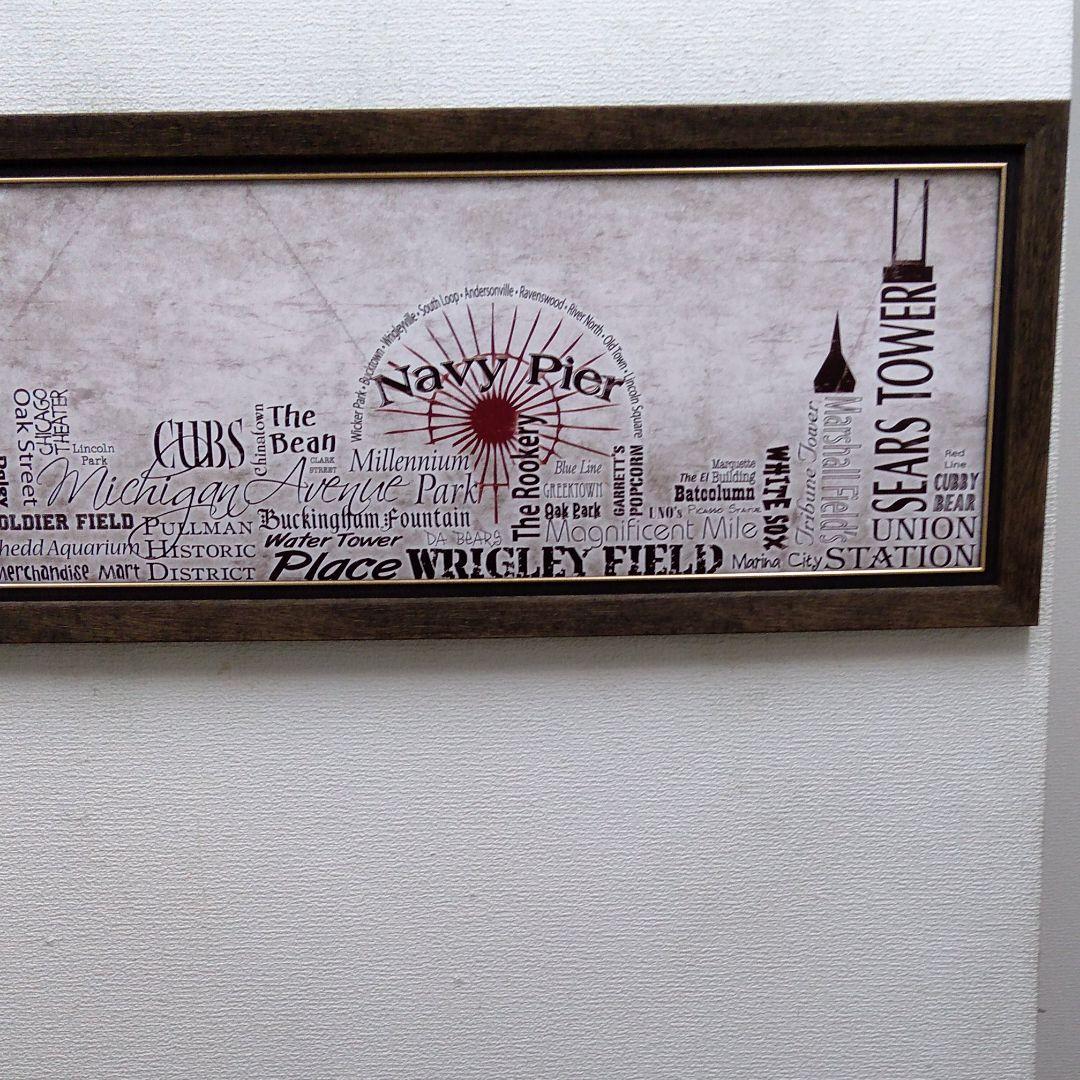 Wicker Park • Bucktown • Wrigleyville • South Loop • Andersonville • Ravenswood • River North • Old Town • Lincoln Square
Navy Pier
SEARS TOWER
CHICAGO
THEATER
Oak Street
Lincoln
Park
CUBS
Chinatown
The
Bean
CLARK
STREET
Michigan Avenue
Millennium
Park
The Rookery
Blue Line
GREEKTOWN
Oak Park
GARRETT'S
POPCORN
Marquette
The El Building
Batcolumn
UNO's Picasso Statue
WHITE SOX
Tribune Tower
Marshall Field's
Red
Line
CUBBY
BEAR
OLDIER FIELD
PULLMAN
HISTORIC
DISTRICT
hedd Aquarium
Merchandise Mart
Buckingham Fountain
Water Tower
Place
DA BEARS
Magnificent Mile
WRIGLEY FIELD
Marina City
UNION
STATION